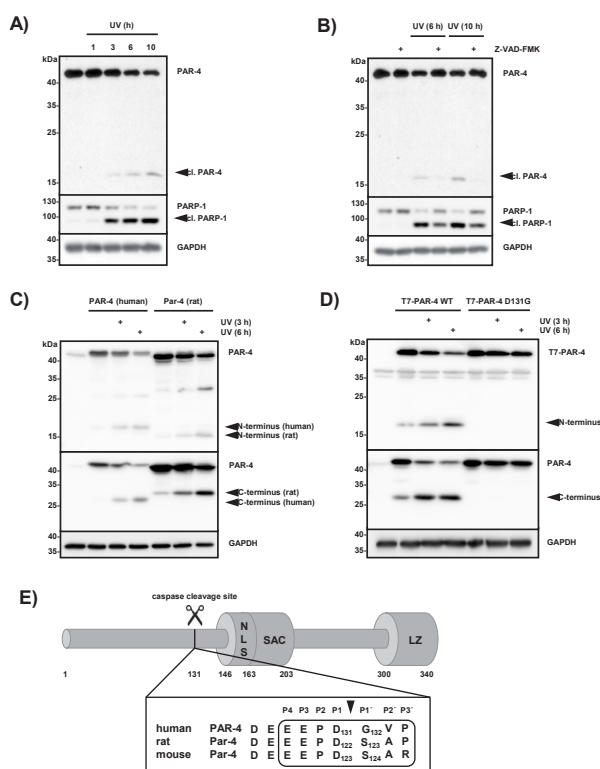 A)
UV (h)
1 3 6 10
kDa
40
35
25
15
130
100
40
35
PAR-4
cl. PAR-4
PARP-1
cl. PARP-1
GAPDH
B)
UV (6 h) UV (10 h)
+ + + Z-VAD-FMK
kDa
40
35
25
15
130
100
40
35
PAR-4
cl. PAR-4
PARP-1
cl. PARP-1
GAPDH
C)
PAR-4 (human) Par-4 (rat)
+ + UV (3 h)
+ + UV (6 h)
kDa
40
35
25
15
40
35
25
40
35
PAR-4
N-terminus (human)
N-terminus (rat)
PAR-4
C-terminus (rat)
C-terminus (human)
GAPDH
D)
T7-PAR-4 WT T7-PAR-4 D131G
+ + UV (3 h)
+ + UV (6 h)
kDa
40
35
25
15
40
35
25
40
35
T7-PAR-4
N-terminus
PAR-4
C-terminus
GAPDH
E)
caspase cleavage site
NLS SAC LZ
1 131 146 163 203 300 340
P4 P3 P2 P1 P1´ P2´ P3´
human PAR-4 D E E P D131 G132 V P
rat Par-4 D E E P D122 S123 A P
mouse Par-4 D E E P D123 S124 A R